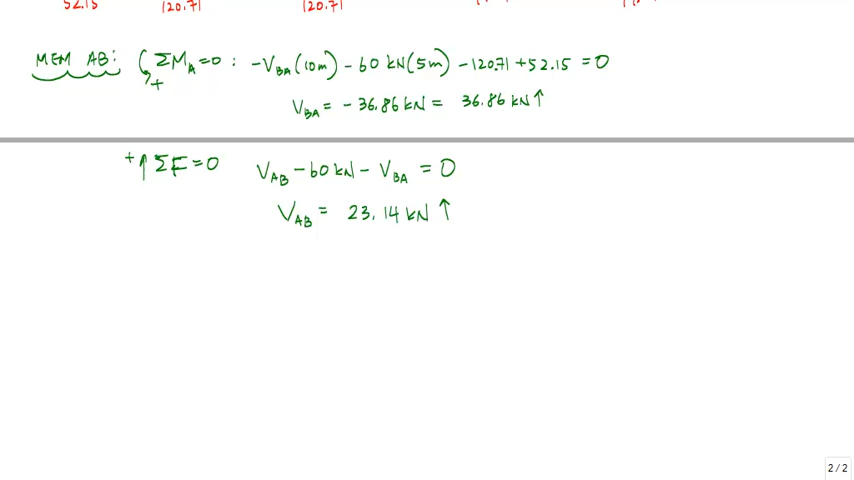 52.15 120.71 120.71
MEM AB: ΣM_A=0: -V_BA(10m) - 60 kN(5m) - 120.71 + 52.15 = 0
+
V_BA = -36.86 kN = 36.86 kN ↑
+↑ ΣF=0 V_AB - 60 kN - V_BA = 0
V_AB = 23.14 kN ↑
2 / 2